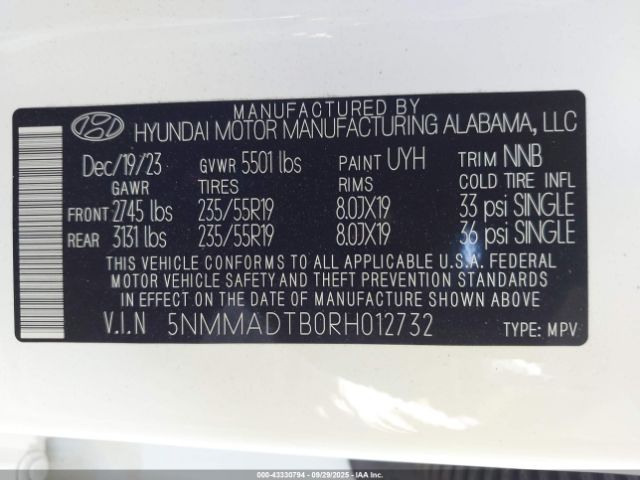 MANUFACTURED BY
HYUNDAI MOTOR MANUFACTURING ALABAMA, LLC
Dec/19/23 GVWR 5501 lbs PAINT UYH TRIM NNB
GAWR TIRES RIMS COLD TIRE INFL
FRONT 2745 lbs 235/55R19 8.0JX19 33 psi SINGLE
REAR 3131 lbs 235/55R19 8.0JX19 36 psi SINGLE
THIS VEHICLE CONFORMS TO ALL APPLICABLE U.S.A. FEDERAL
MOTOR VEHICLE SAFETY AND THEFT PREVENTION STANDARDS
IN EFFECT ON THE DATE OF MANUFACTURE SHOWN ABOVE.
V.I.N 5NMMADTB0RH012732 TYPE: MPV
000-43330794 - 09/29/2025 - IAA Inc.